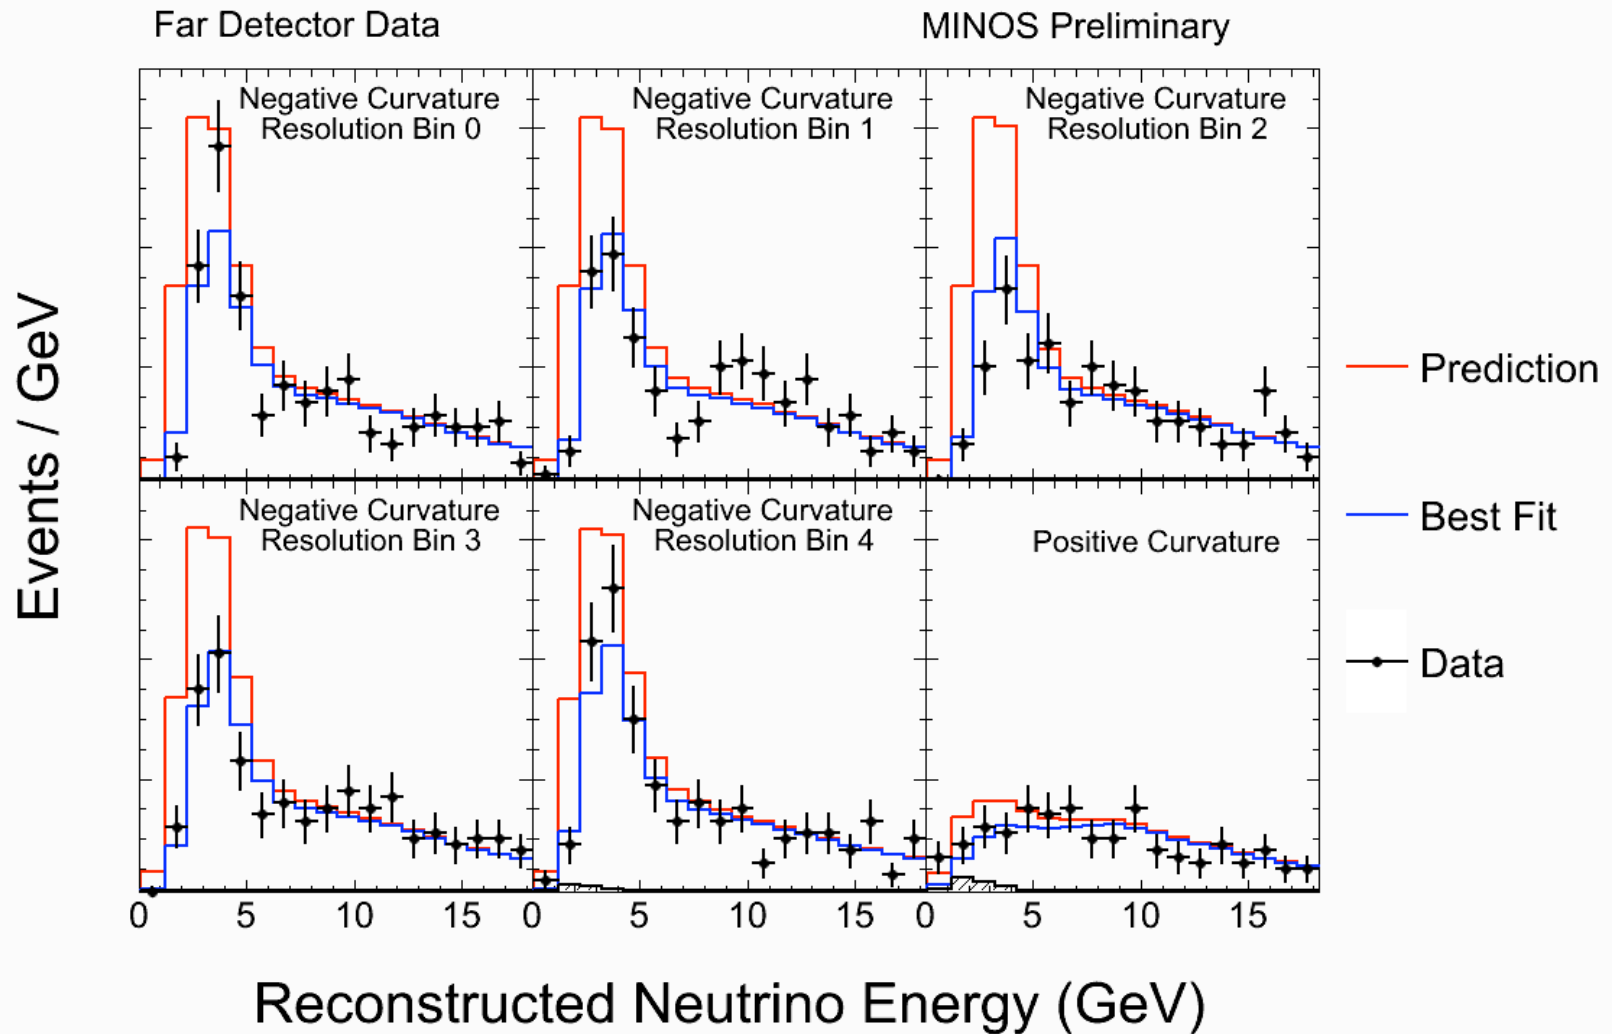 Far Detector Data
MINOS Preliminary
Negative Curvature
Resolution Bin 0
Negative Curvature
Resolution Bin 1
Negative Curvature
Resolution Bin 2
Negative Curvature
Resolution Bin 3
Negative Curvature
Resolution Bin 4
Positive Curvature
Events / GeV
Prediction
Best Fit
Data
0 5 10 15 0 5 10 15 0 5 10 15
Reconstructed Neutrino Energy (GeV)